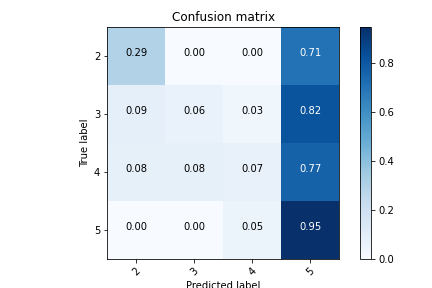 Confusion matrix
2 0.29 0.00 0.00 0.71
3 0.09 0.06 0.03 0.82
4 0.08 0.08 0.07 0.77
5 0.00 0.00 0.05 0.95
True label
2 3 4 5
Predicted label
0.8
0.6
0.4
0.2
0.0